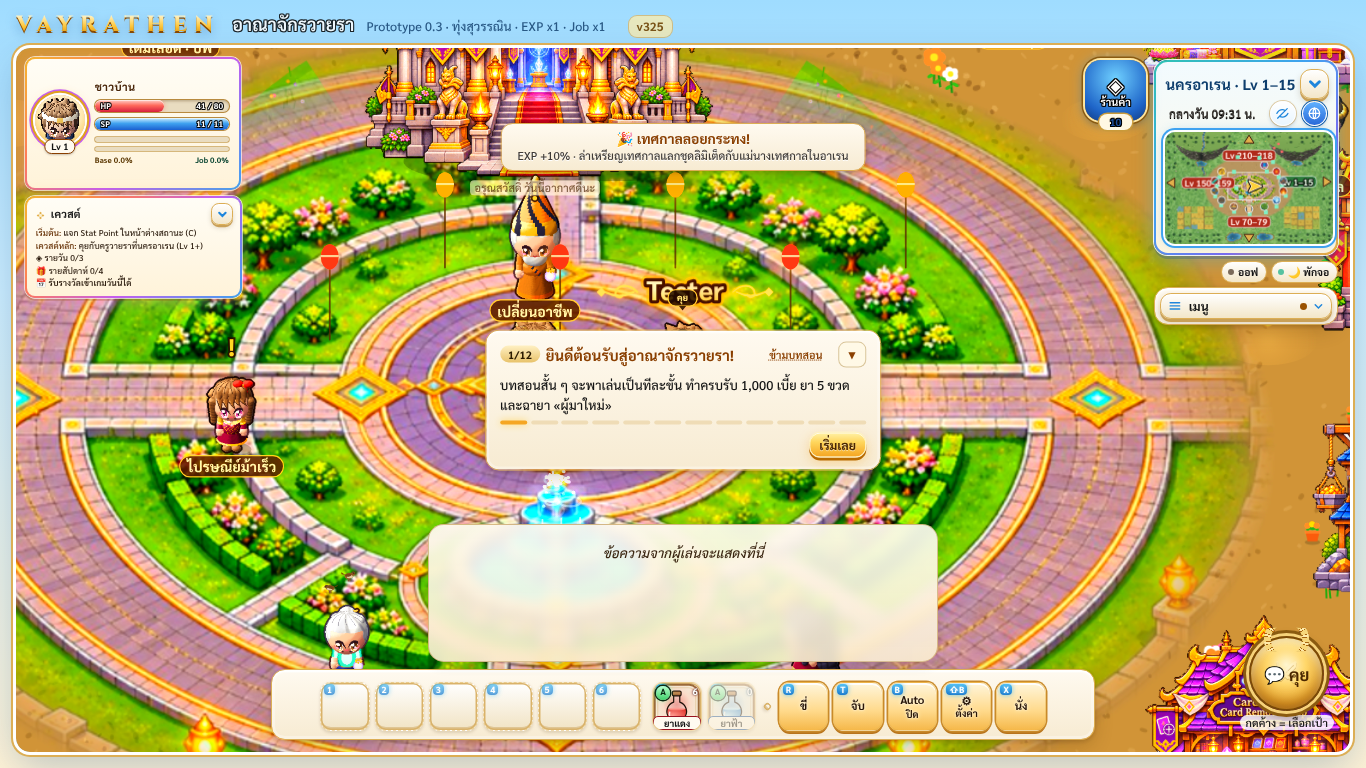 VAYRATHEN อาณาจักรวายรา Prototype 0.3 · ทุ่งสุวรรณิน · EXP x1 · Job x1 v325
ชาวบ้าน
HP 41/80
SP 11/11
Lv 1
Base 0.0% Job 0.0%
เควสต์
เริ่มต้น: แจก Stat Point ในหน้าต่างสถานะ (C)
เควสต์หลัก: คุยกับครูวายราที่นครอาเรน (Lv 1+)
◈ รายวัน 0/3
รายสัปดาห์ 0/4
รับรางวัลเข้าเกมวันนี้ได้
🎉 เทศกาลลอยกระทง!
EXP +10% · ล่าเหรียญเทศกาลแลกชุดลิมิเต็ดกับแม่นางเทศกาลในอาเรน
อรุณสวัสดิ์ วันนี้อากาศดีนะ
เปลี่ยนอาชีพ
คุย
!
ไปรษณีย์ม้าเร็ว
1/12 ยินดีต้อนรับสู่อาณาจักรวายรา! ข้ามบทสอน ▼
บทสอนสั้น ๆ จะพาเล่นเป็นทีละขั้น ทำครบรับ 1,000 เบี้ย ยา 5 ขวด
และฉายา «ผู้มาใหม่»
เริ่มเลย
ข้อความจากผู้เล่นจะแสดงที่นี่
ร้านค้า
10
นครอาเรน · Lv 1–15
กลางวัน 09:31 น.
Lv 210–218
Lv 70-79
ออฟ 🌙 พักจอ
เมนู
1 2 3 4 5 6
A 6 ยาแดง
A 0 ยาฟ้า
R ขี่
T จับ
B Auto ปิด
⇧B ⚙ ตั้งค่า
X นั่ง
💬 คุย
กดค้าง = เลือกเป้า